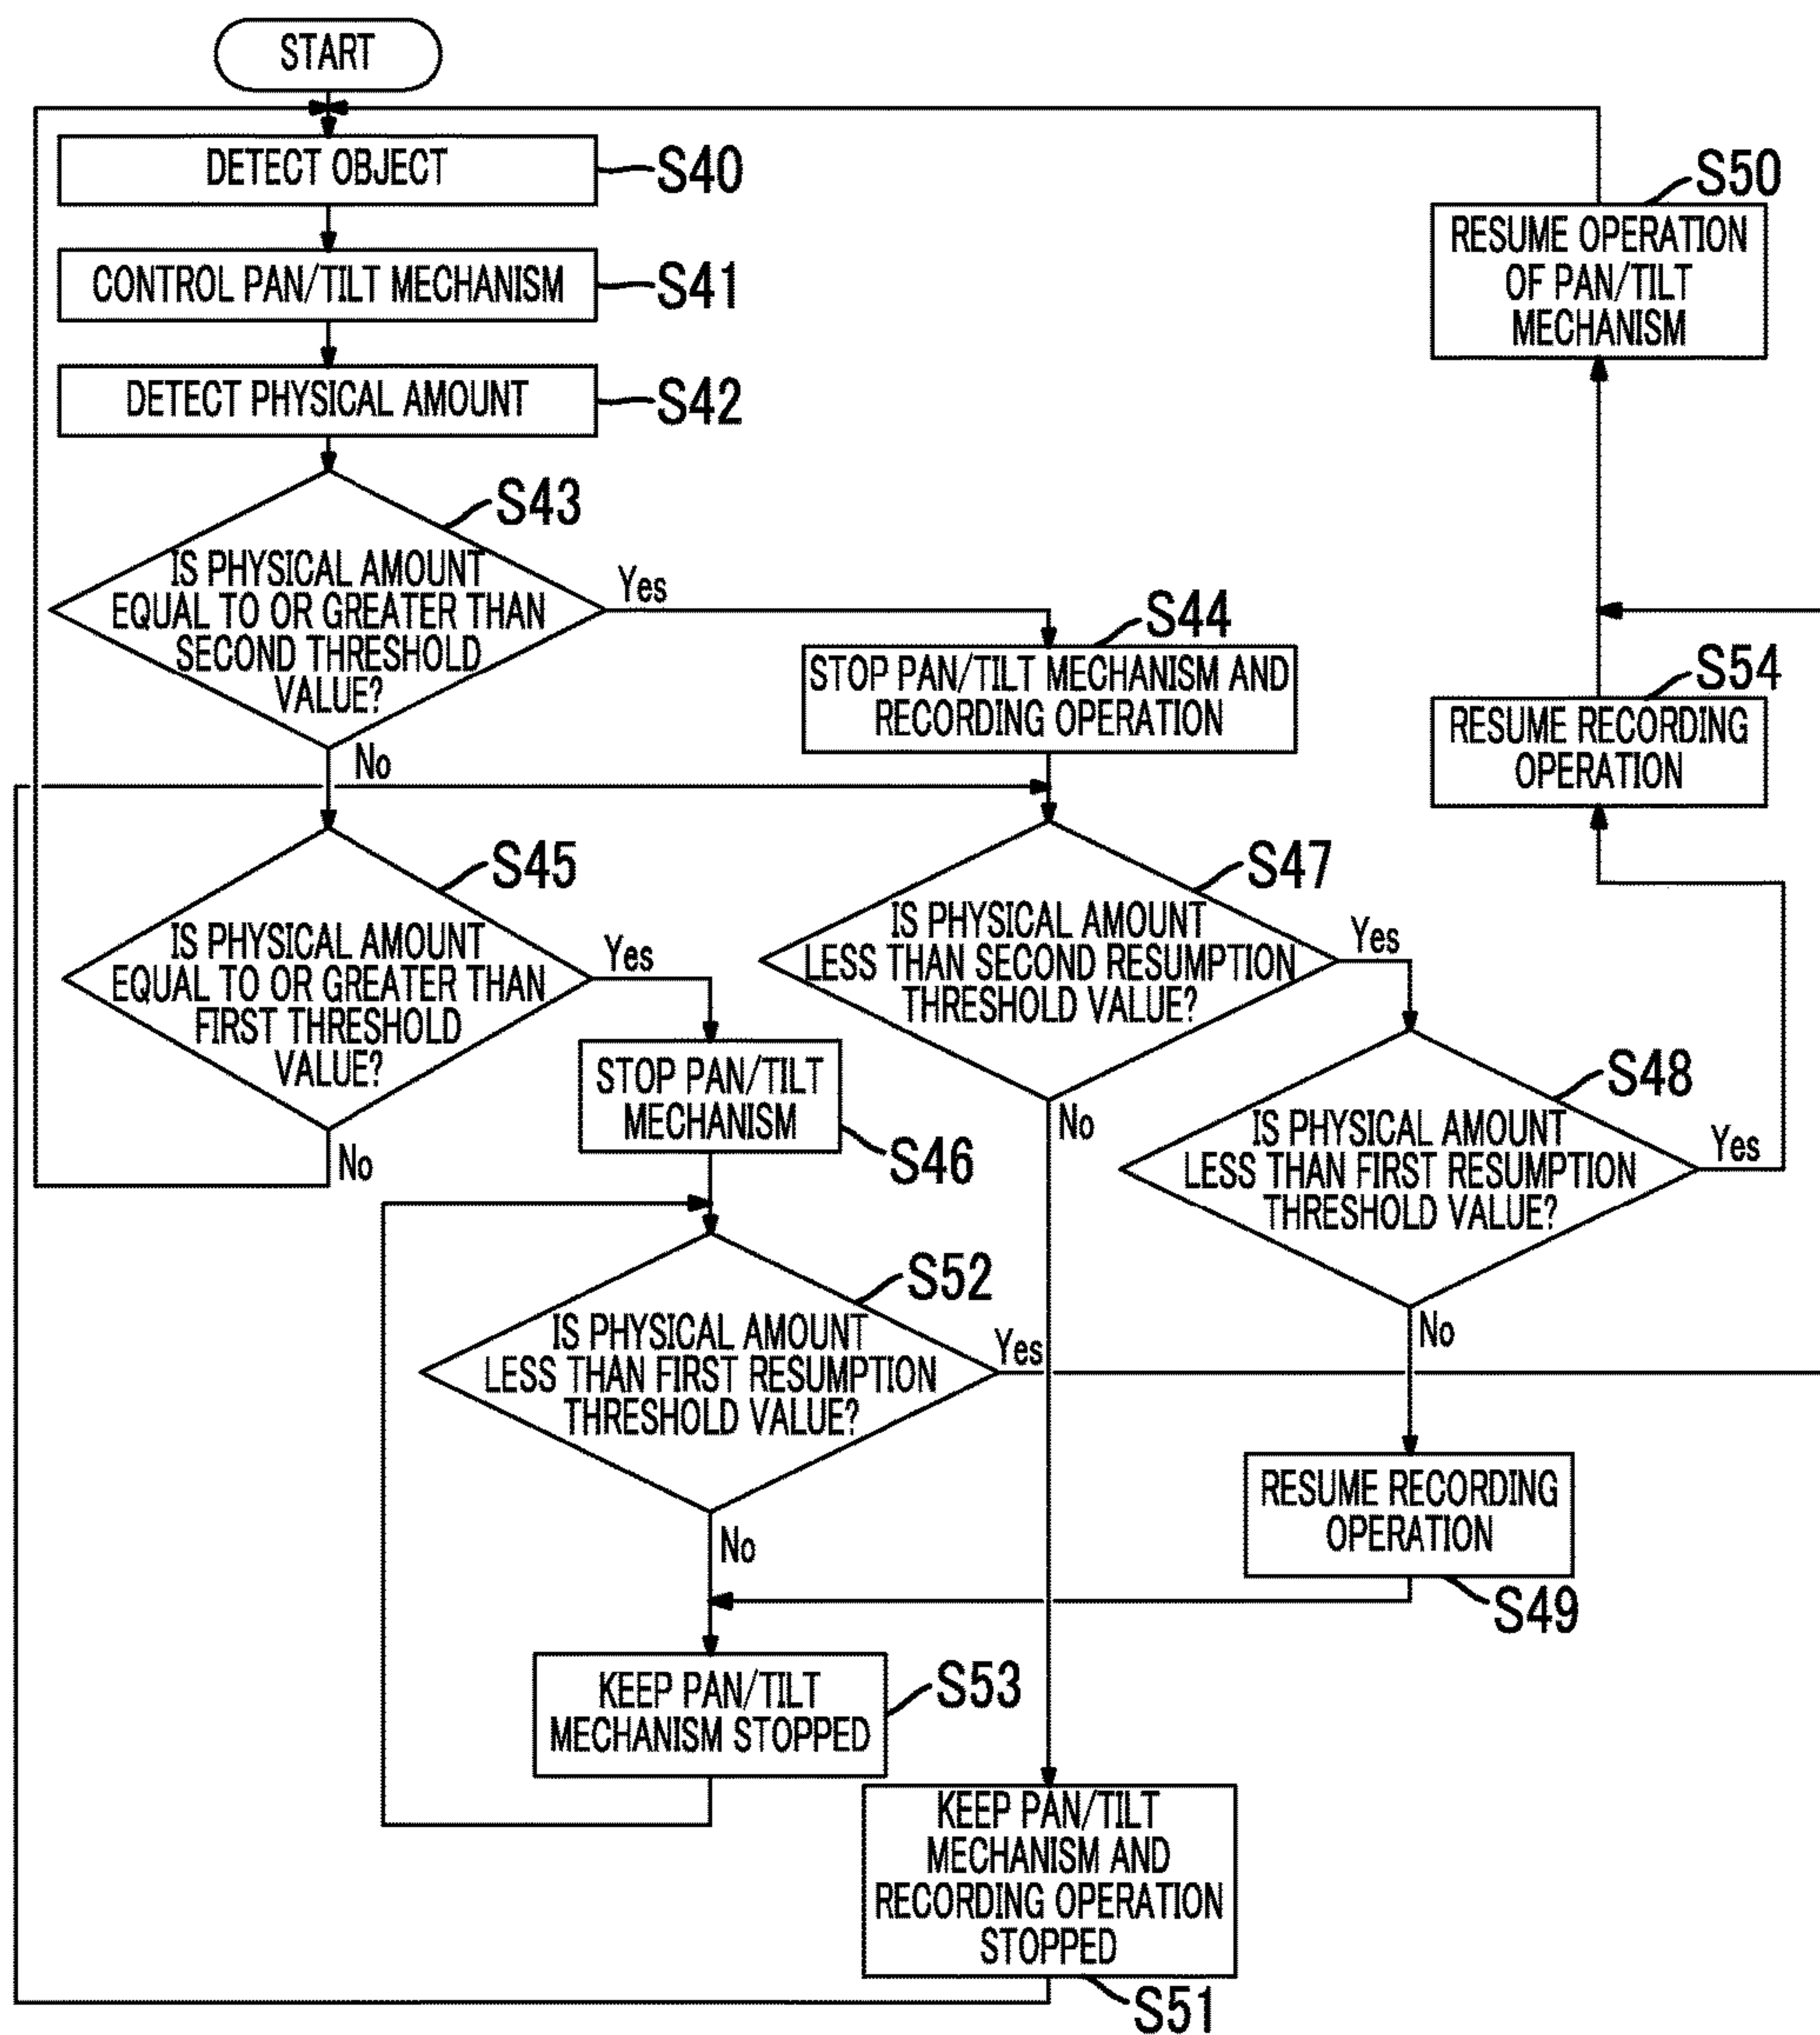 START
DETECT OBJECT
S40
CONTROL PAN/TILT MECHANISM
S41
DETECT PHYSICAL AMOUNT
S42
S43
IS PHYSICAL AMOUNT
EQUAL TO OR GREATER THAN
SECOND THRESHOLD
VALUE?
Yes
No
S44
STOP PAN/TILT MECHANISM AND
RECORDING OPERATION
S45
IS PHYSICAL AMOUNT
EQUAL TO OR GREATER THAN
FIRST THRESHOLD
VALUE?
Yes
No
STOP PAN/TILT
MECHANISM
S46
S47
IS PHYSICAL AMOUNT
LESS THAN SECOND RESUMPTION
THRESHOLD VALUE?
Yes
No
S48
IS PHYSICAL AMOUNT
LESS THAN FIRST RESUMPTION
THRESHOLD VALUE?
Yes
No
RESUME RECORDING
OPERATION
S49
S50
RESUME OPERATION
OF PAN/TILT
MECHANISM
S54
RESUME RECORDING
OPERATION
S52
IS PHYSICAL AMOUNT
LESS THAN FIRST RESUMPTION
THRESHOLD VALUE?
Yes
No
KEEP PAN/TILT
MECHANISM STOPPED
S53
KEEP PAN/TILT
MECHANISM AND
RECORDING OPERATION
STOPPED
S51